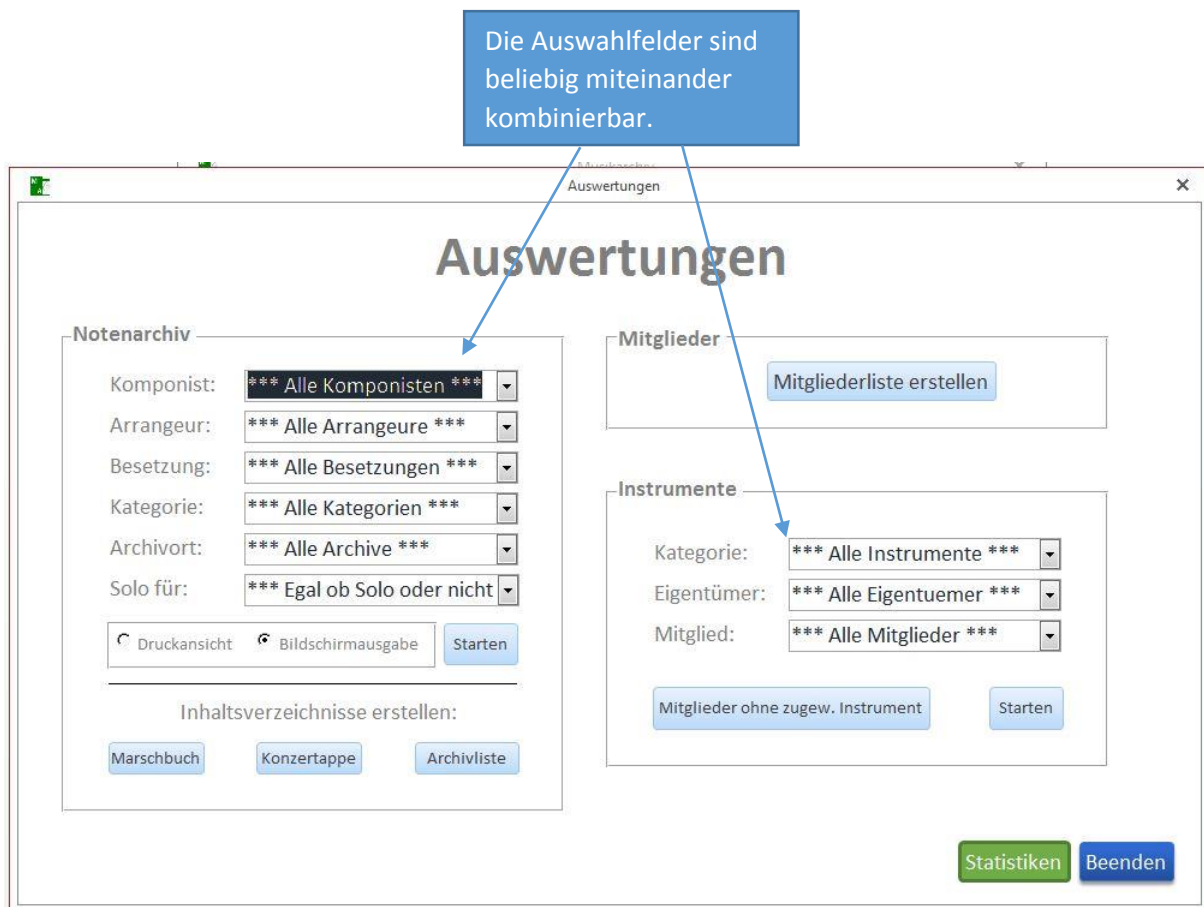 Die Auswahlfelder sind
beliebig miteinander
kombinierbar.
Musikarchiv
Auswertungen
Auswertungen
Notenarchiv
Komponist: *** Alle Komponisten ***
Arrangeur: *** Alle Arrangeure ***
Besetzung: *** Alle Besetzungen ***
Kategorie: *** Alle Kategorien ***
Archivort: *** Alle Archive ***
Solo für: *** Egal ob Solo oder nicht
Druckansicht Bildschirmausgabe Starten
Inhaltsverzeichnisse erstellen:
Marschbuch Konzertappe Archivliste
Mitglieder
Mitgliederliste erstellen
Instrumente
Kategorie: *** Alle Instrumente ***
Eigentümer: *** Alle Eigentuemer ***
Mitglied: *** Alle Mitglieder ***
Mitglieder ohne zugew. Instrument Starten
Statistiken Beenden